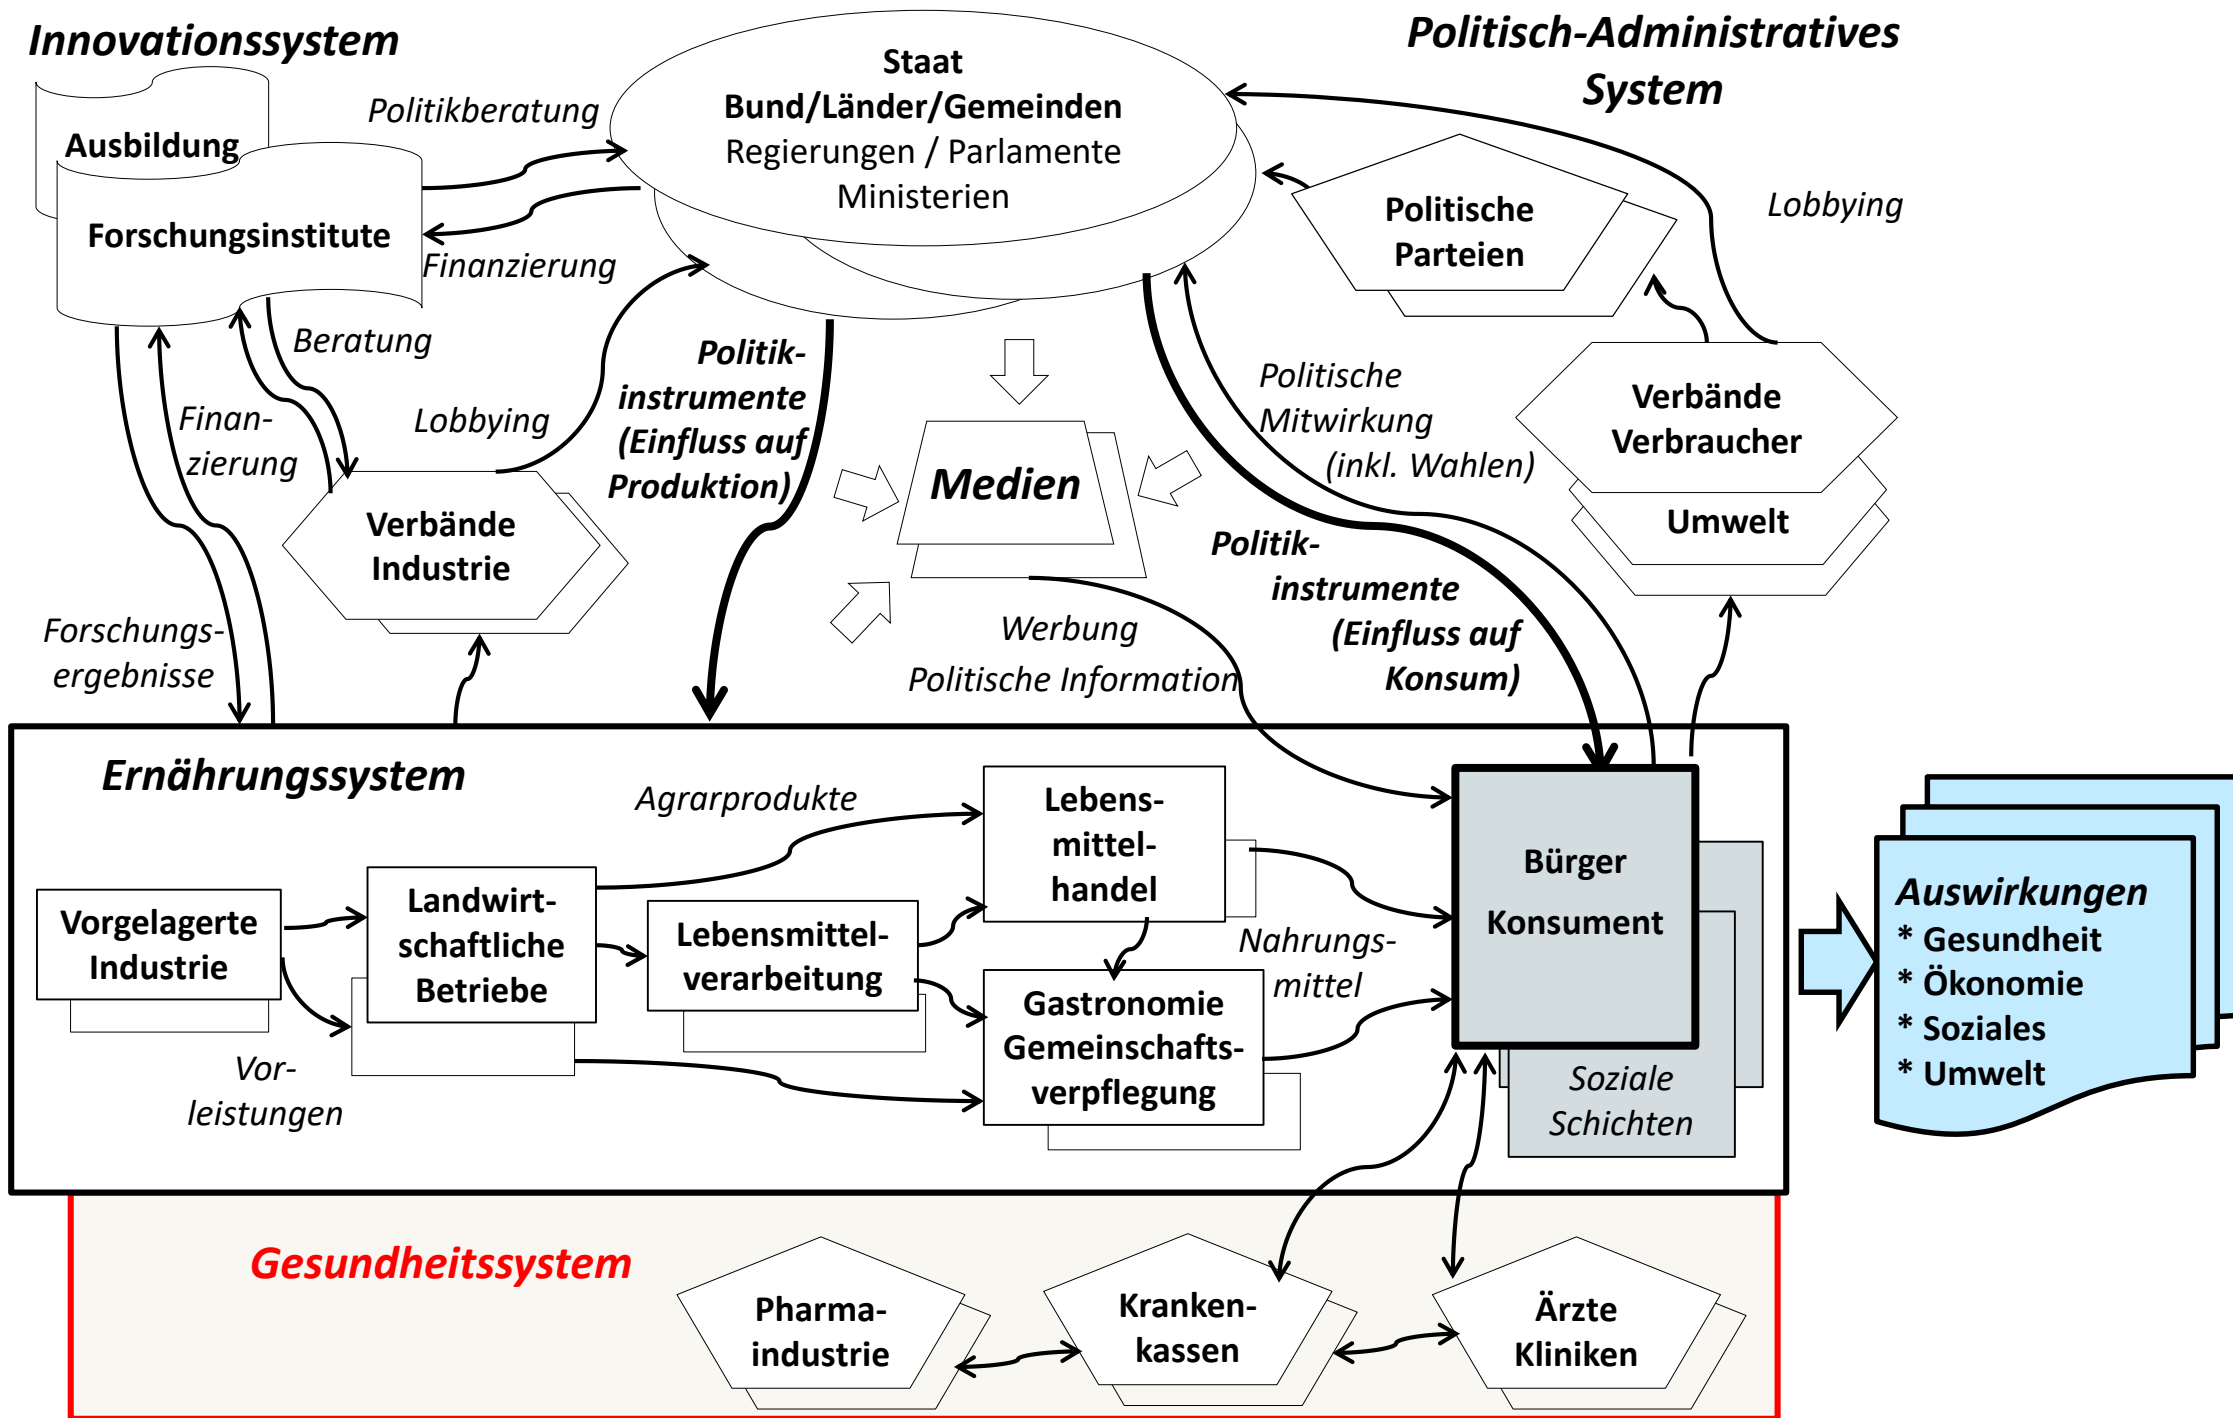 Innovationssystem
Politisch-Administratives
System
Staat
Bund/Länder/Gemeinden
Regierungen / Parlamente
Ministerien
Ausbildung
Forschungsinstitute
Politikberatung
Finanzierung
Politische
Parteien
Lobbying
Beratung
Finan-
zierung
Lobbying
Politik-
instrumente
(Einfluss auf
Produktion)
Medien
Politische
Mitwirkung
(inkl. Wahlen)
Verbände
Verbraucher
Umwelt
Verbände
Industrie
Politik-
instrumente
(Einfluss auf
Konsum)
Forschungs-
ergebnisse
Werbung
Politische Information
Ernährungssystem
Agrarprodukte
Vorgelagerte
Industrie
Landwirt-
schaftliche
Betriebe
Lebensmittel-
verarbeitung
Lebens-
mittel-
handel
Gastronomie
Gemeinschafts-
verpflegung
Nahrungs-
mittel
Vor-
leistungen
Bürger
Konsument
Soziale
Schichten
Auswirkungen
* Gesundheit
* Ökonomie
* Soziales
* Umwelt
Gesundheitssystem
Pharma-
industrie
Kranken-
kassen
Ärzte
Kliniken